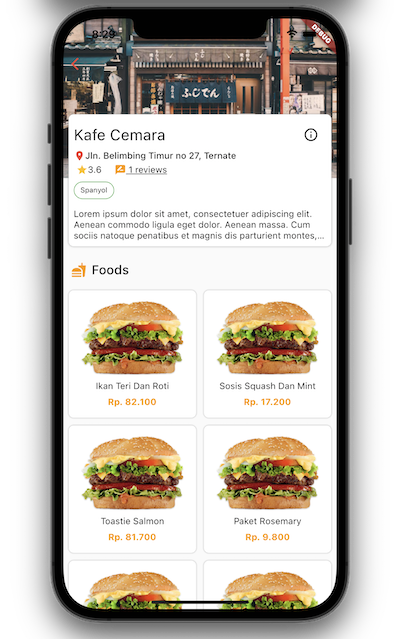 8:29
DEBUG
ふじでん
Kafe Cemara
Jln. Belimbing Timur no 27, Ternate
3.6
1 reviews
Spanyol
Lorem ipsum dolor sit amet, consectetuer adipiscing elit.
Aenean commodo ligula eget dolor. Aenean massa. Cum
sociis natoque penatibus et magnis dis parturient montes,...
Foods
Ikan Teri Dan Roti
Sosis Squash Dan Mint
Rp. 82.100
Rp. 17.200
Toastie Salmon
Paket Rosemary
Rp. 81.700
Rp. 9.800